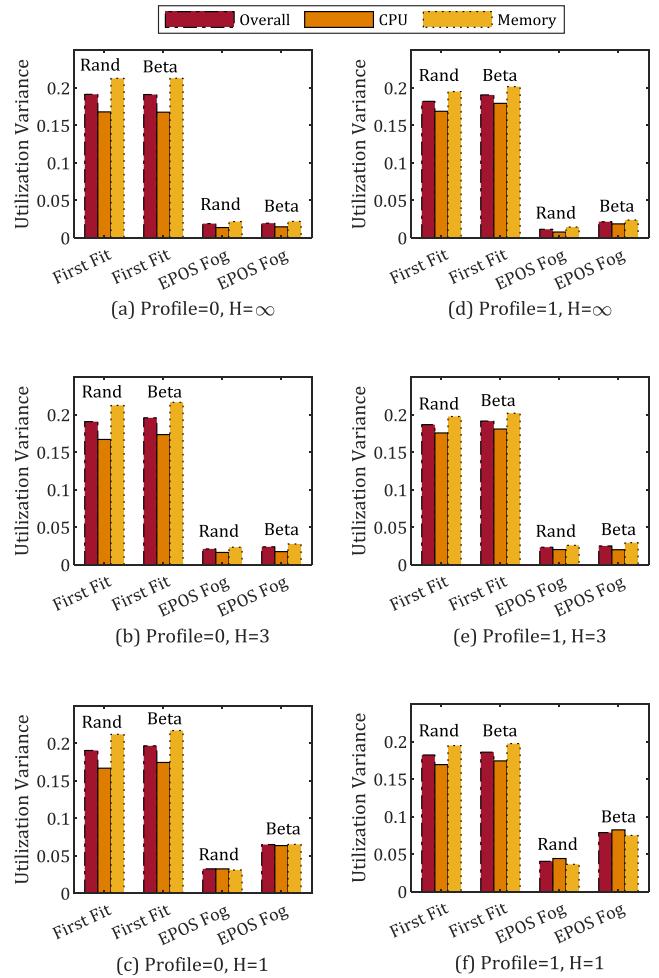 Overall CPU Memory
Utilization Variance
0.2
0.15
0.1
0.05
0
Rand
Beta
Rand
Beta
First Fit
First Fit
EPOS Fog
EPOS Fog
(a) Profile=0, H=∞
Utilization Variance
0.2
0.15
0.1
0.05
0
Rand
Beta
Rand
Beta
First Fit
First Fit
EPOS Fog
EPOS Fog
(d) Profile=1, H=∞
Utilization Variance
0.2
0.15
0.1
0.05
0
Rand
Beta
Rand
Beta
First Fit
First Fit
EPOS Fog
EPOS Fog
(b) Profile=0, H=3
Utilization Variance
0.2
0.15
0.1
0.05
0
Rand
Beta
Rand
Beta
First Fit
First Fit
EPOS Fog
EPOS Fog
(e) Profile=1, H=3
Utilization Variance
0.2
0.15
0.1
0.05
0
Rand
Beta
Rand
Beta
First Fit
First Fit
EPOS Fog
EPOS Fog
(c) Profile=0, H=1
Utilization Variance
0.2
0.15
0.1
0.05
0
Rand
Beta
Rand
Beta
First Fit
First Fit
EPOS Fog
EPOS Fog
(f) Profile=1, H=1